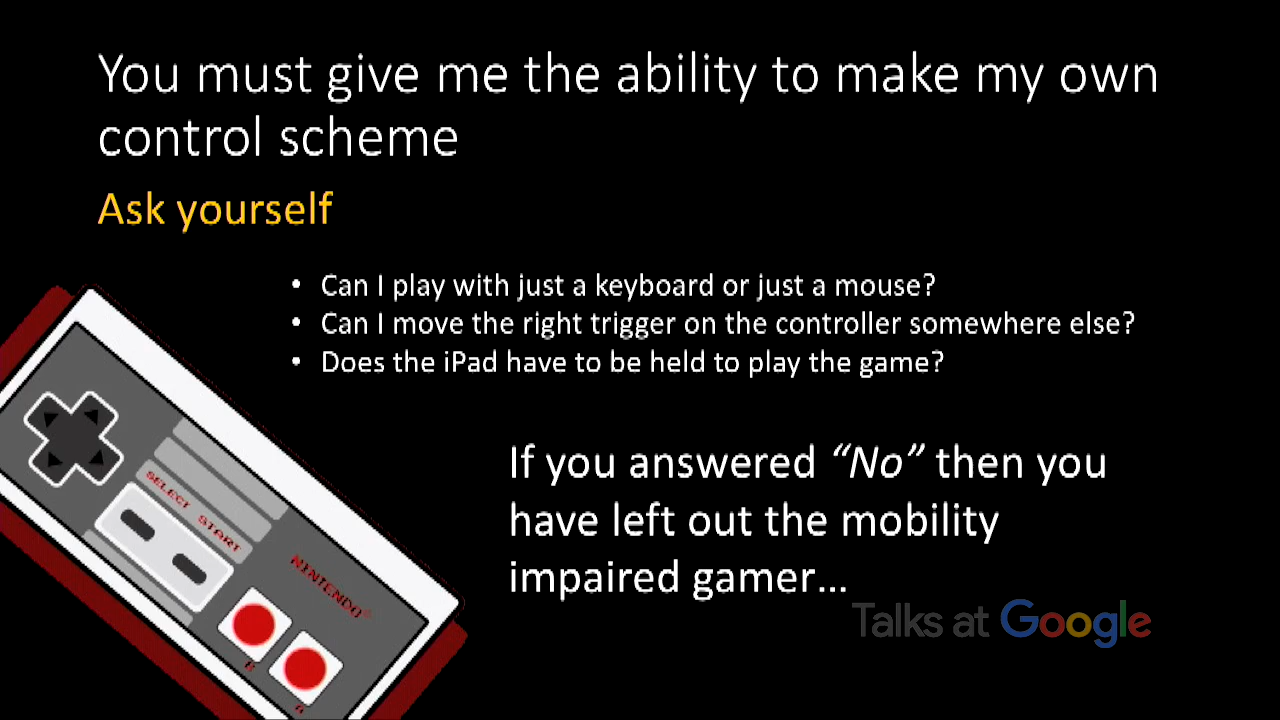 You must give me the ability to make my own
control scheme
Ask yourself
• Can I play with just a keyboard or just a mouse?
• Can I move the right trigger on the controller somewhere else?
• Does the iPad have to be held to play the game?
If you answered “No” then you
have left out the mobility
impaired gamer...
SELECT START
NINTENDO®
B
A
Talks at Google